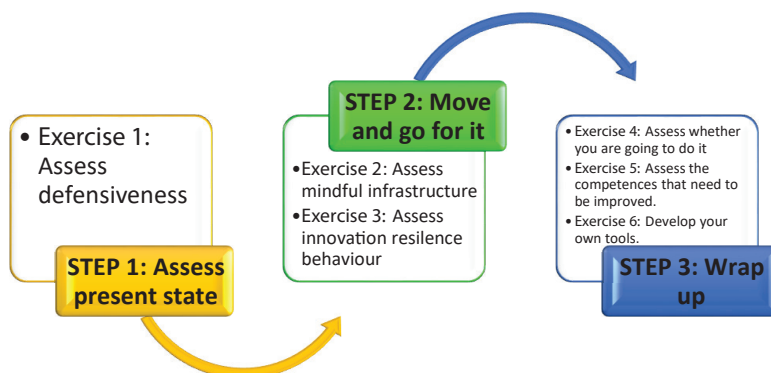 • Exercise 1:
Assess
defensiveness
STEP 1: Assess
present state
STEP 2: Move
and go for it
•Exercise 2: Assess
mindful infrastructure
•Exercise 3: Assess
innovation resilence
behaviour
• Exercise 4: Assess whether
you are going to do it
• Exercise 5: Assess the
competences that need to
be improved.
• Exercise 6: Develop your
own tools.
STEP 3: Wrap
up